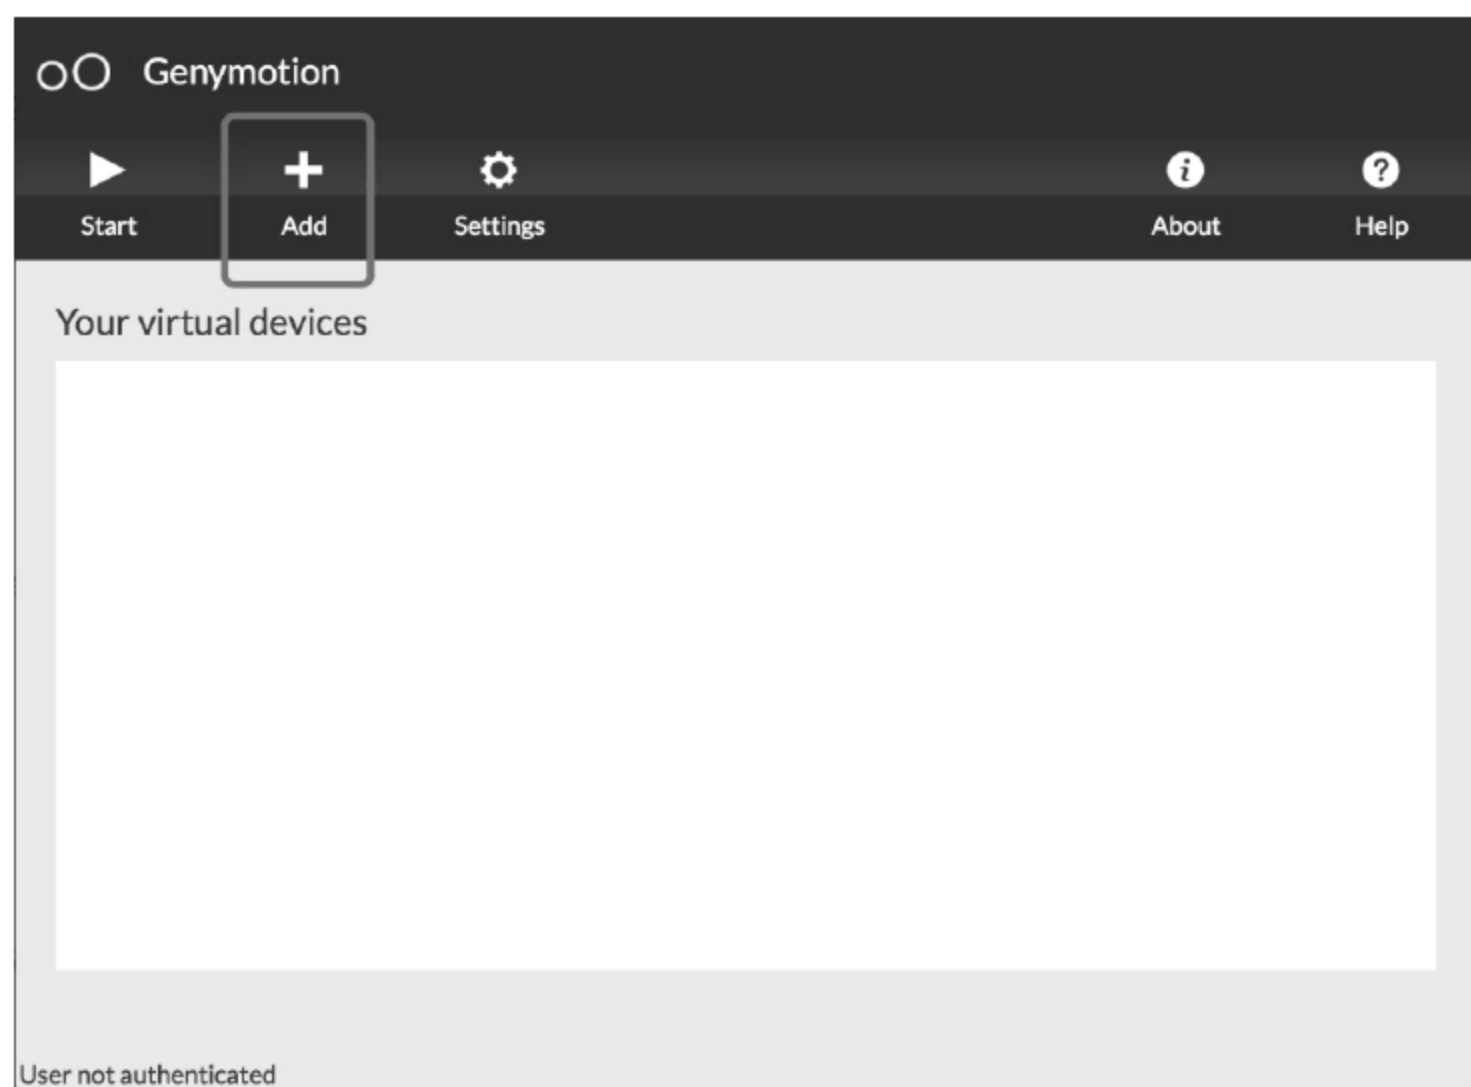 Genymotion
Start Add Settings About Help
Your virtual devices
User not authenticated